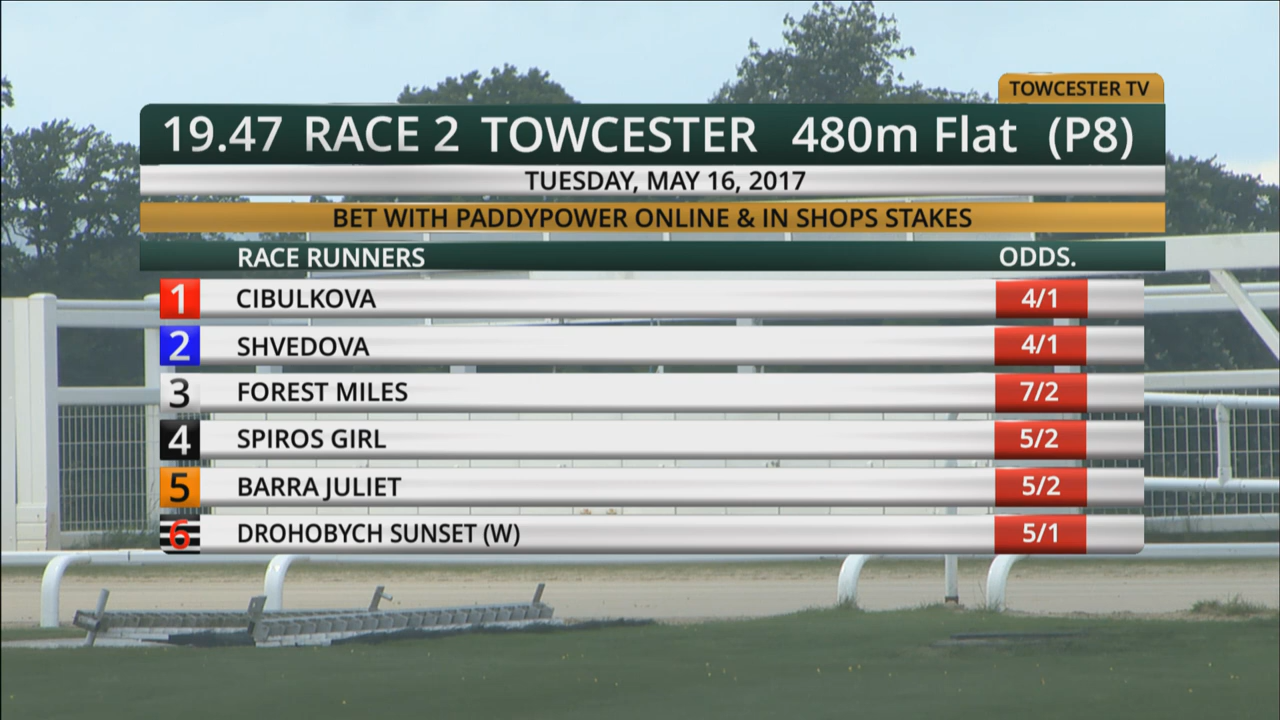 TOWCESTER TV
19.47 RACE 2 TOWCESTER 480m Flat (P8)
TUESDAY, MAY 16, 2017
BET WITH PADDYPOWER ONLINE & IN SHOPS STAKES
RACE RUNNERS ODDS.
1 CIBULKOVA 4/1
2 SHVEDOVA 4/1
3 FOREST MILES 7/2
4 SPIROS GIRL 5/2
5 BARRA JULIET 5/2
6 DROHOBYCH SUNSET (W) 5/1